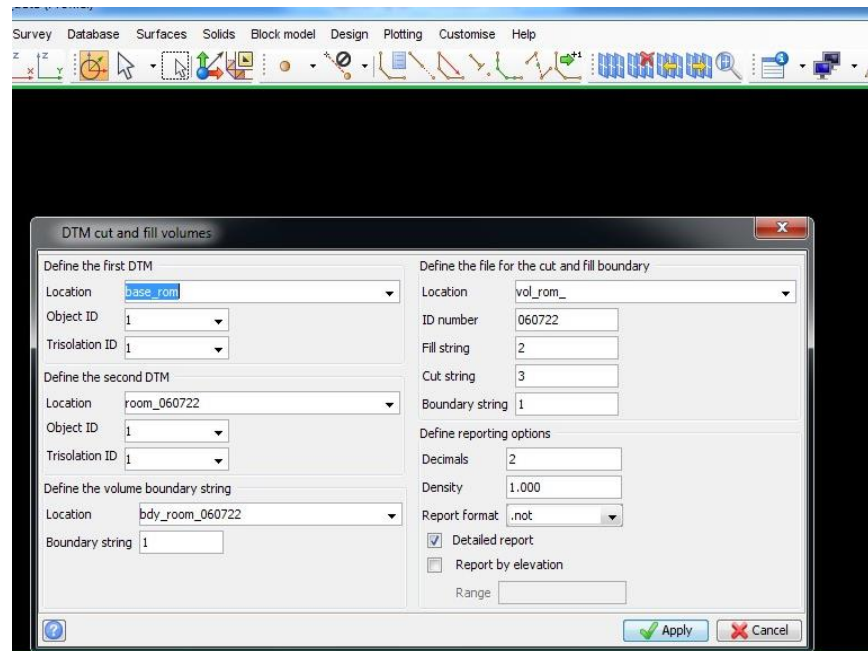 Survey Database Surfaces Solids Block model Design Plotting Customise Help
DTM cut and fill volumes
Define the first DTM
Location base_rom
Object ID 1
Trisolation ID 1
Define the second DTM
Location room_060722
Object ID 1
Trisolation ID 1
Define the volume boundary string
Location bdy_room_060722
Boundary string 1
Define the file for the cut and fill boundary
Location vol_rom_
ID number 060722
Fill string 2
Cut string 3
Boundary string 1
Define reporting options
Decimals 2
Density 1.000
Report format .not
Detailed report
Report by elevation
Range
Apply Cancel